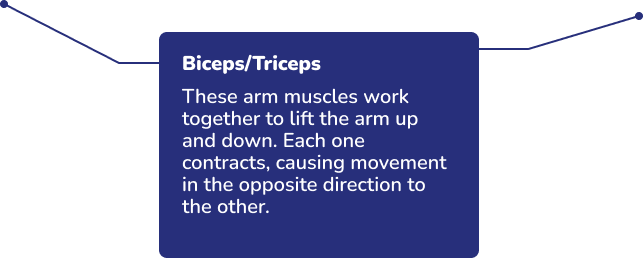 Biceps/Triceps
These arm muscles work
together to lift the arm up
and down. Each one
contracts, causing movement
in the opposite direction to
the other.